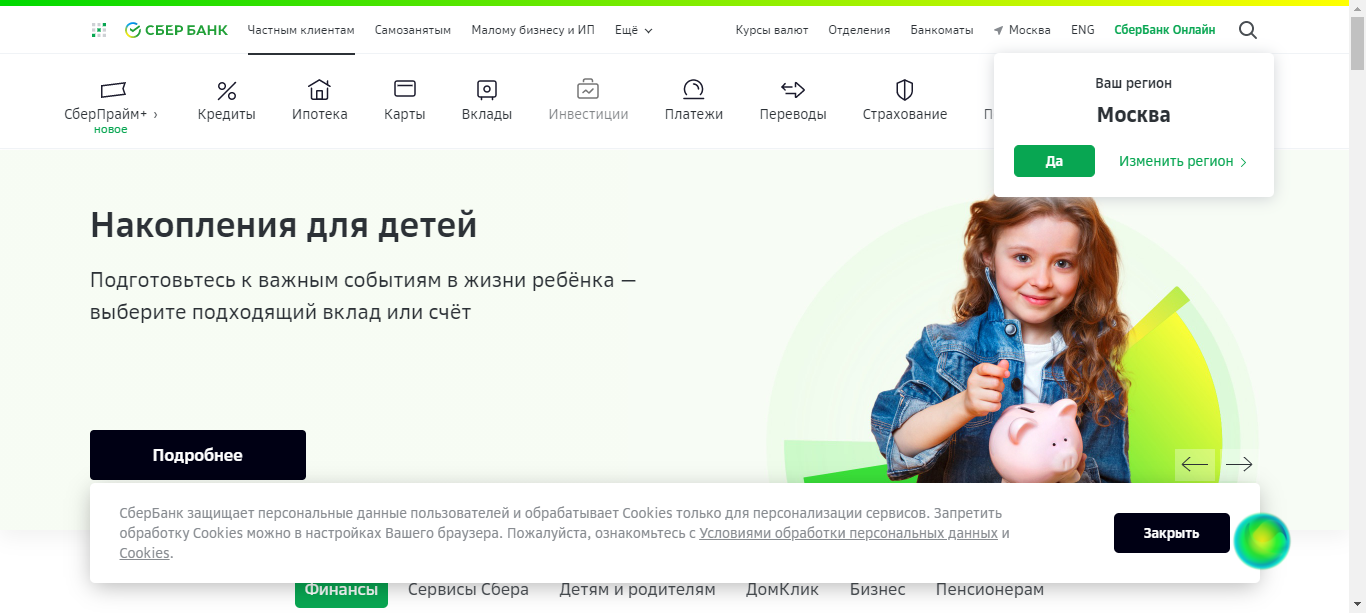 СБЕР БАНК
Частным клиентам
Самозанятым
Малому бизнесу и ИП
Ещё
Курсы валют
Отделения
Банкоматы
Москва
ENG
СберБанк Онлайн
СберПрайм+ ›
новое
Кредиты
Ипотека
Карты
Вклады
Инвестиции
Платежи
Переводы
Страхование
Ваш регион
Москва
Да
Изменить регион
Накопления для детей
Подготовьтесь к важным событиям в жизни ребёнка —
выберите подходящий вклад или счёт
Подробнее
СберБанк защищает персональные данные пользователей и обрабатывает Cookies только для персонализации сервисов. Запретить
обработку Cookies можно в настройках Вашего браузера. Пожалуйста, ознакомьтесь с Условиями обработки персональных данных и
Cookies.
Закрыть
Финансы
Сервисы Сбера
Детям и родителям
ДомКлик
Бизнес
Пенсионерам